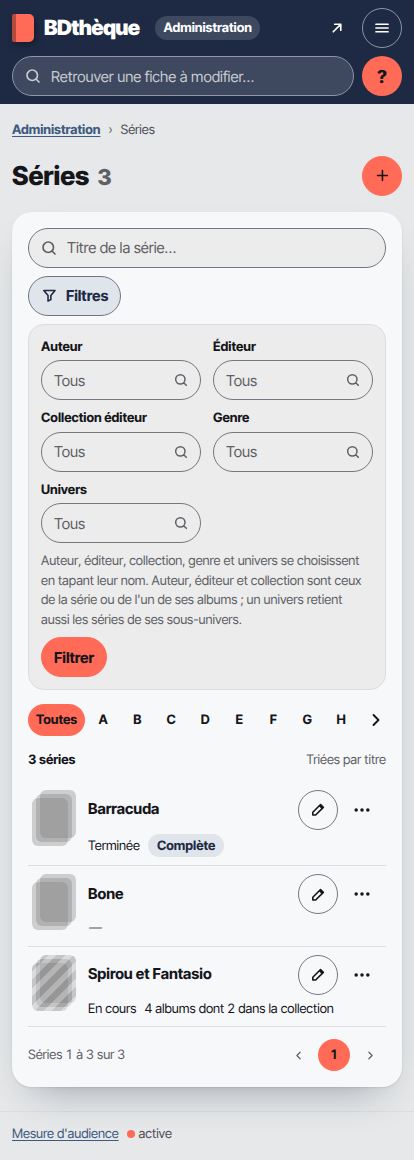 BDthèque Administration
Retrouver une fiche à modifier... ?
Administration › Séries
Séries 3
Titre de la série...
Filtres
Auteur Éditeur
Tous Tous
Collection éditeur Genre
Tous Tous
Univers
Tous
Auteur, éditeur, collection, genre et univers se choisissent
en tapant leur nom. Auteur, éditeur et collection sont ceux
de la série ou de l'un de ses albums ; un univers retient
aussi les séries de ses sous-univers.
Filtrer
Toutes A B C D E F G H
3 séries Triées par titre
Barracuda
Terminée Complète
Bone
—
Spirou et Fantasio
En cours 4 albums dont 2 dans la collection
Séries 1 à 3 sur 3 ‹ 1 ›
Mesure d'audience active